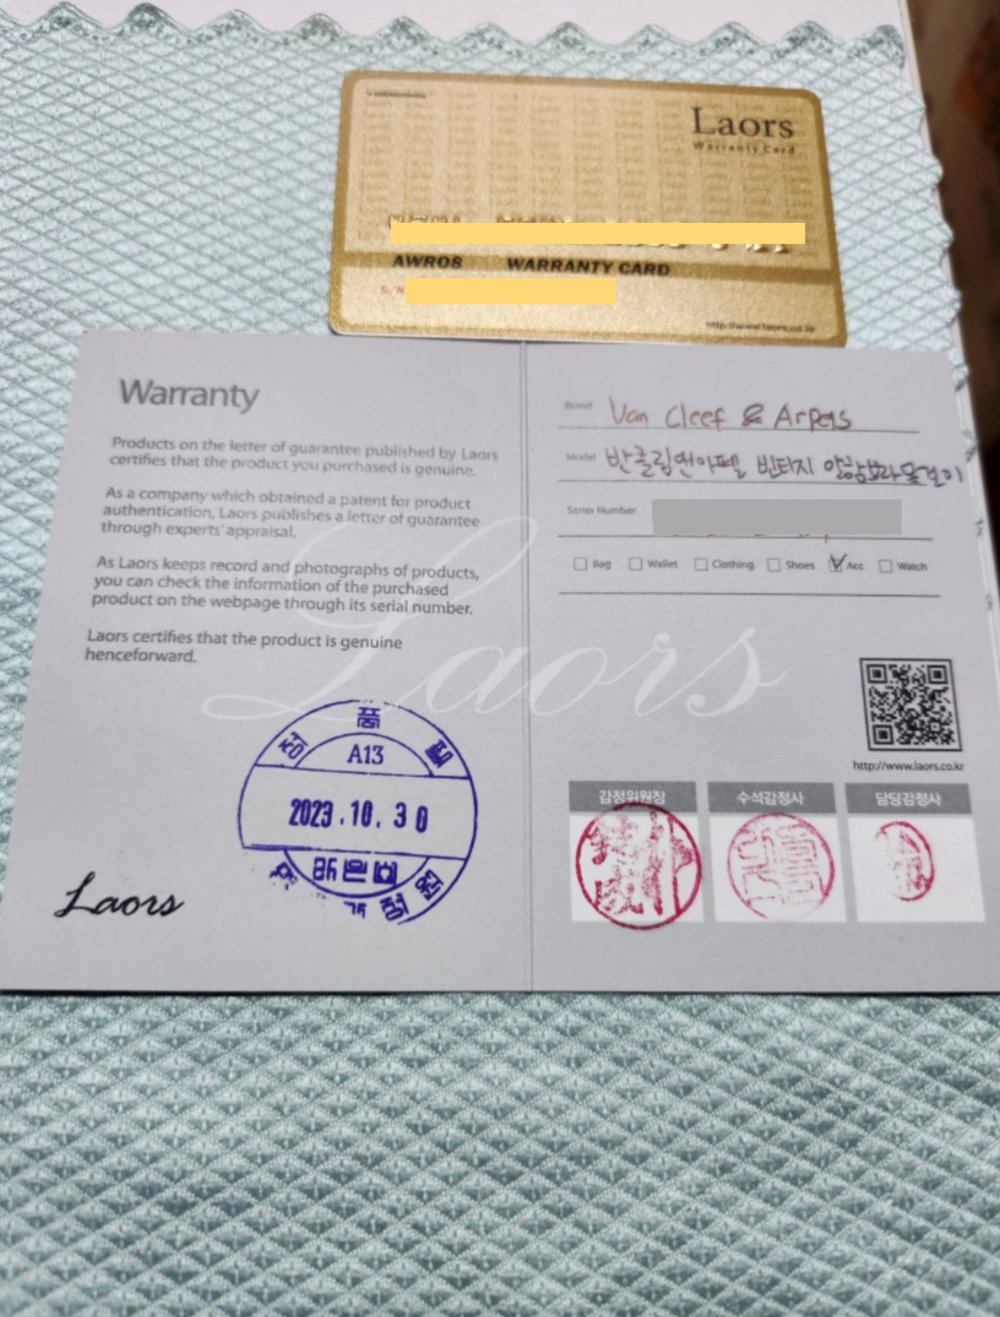 Laors
Warranty Card
AWROS WARRANTY CARD
S/N
http://www.laors.co.kr
Warranty
Products on the letter of guarantee published by Laors
certifies that the product you purchased is genuine.
As a company which obtained a patent for product
authentication, Laors publishes a letter of guarantee
through experts' appraisal.
As Laors keeps record and photographs of products,
you can check the information of the purchased
product on the webpage through its serial number.
Laors certifies that the product is genuine
henceforward.
Laors
A13
2023.10.30
Laors
Brand Van Cleef & Arpels
Model 반클립앤아펠 빈티지 알함브라 목걸이
Serier Number
Bag Wallet Clothing Shoes Acc Watch
http://www.laors.co.kr
감정위원장 수석감정사 담당감정사